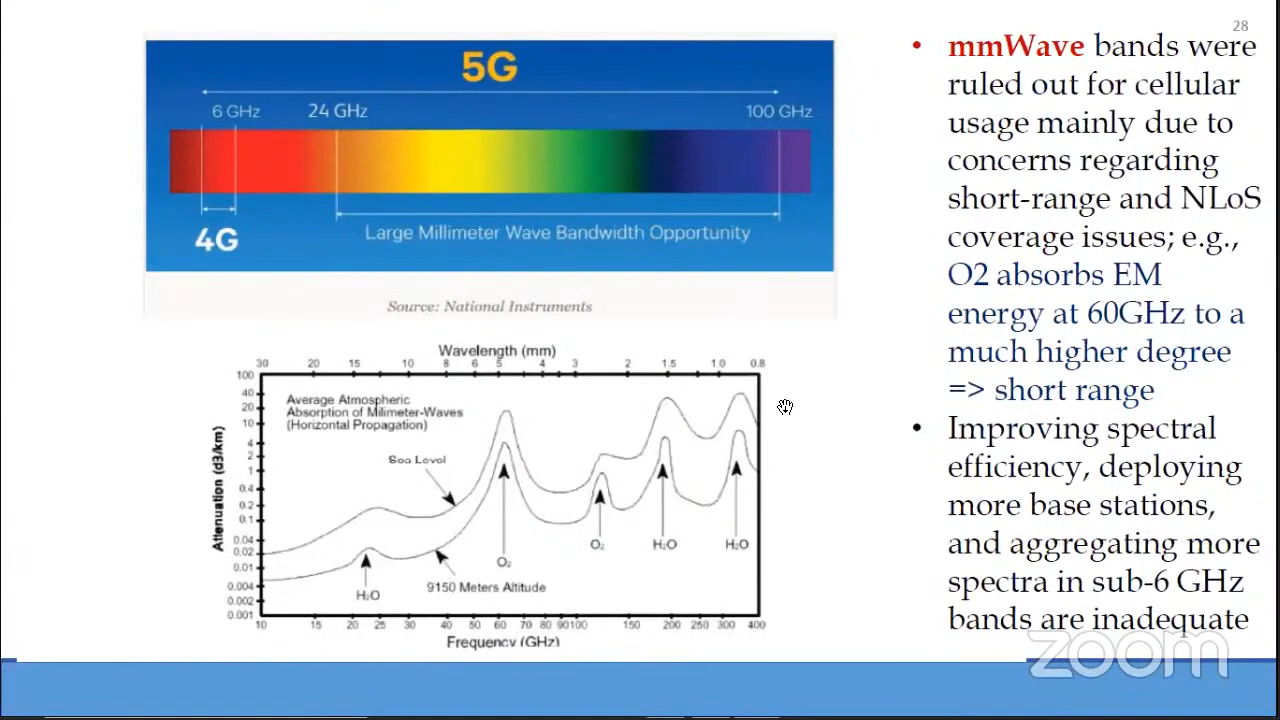 28
5G
6 GHz 24 GHz 100 GHz
4G
Large Millimeter Wave Bandwidth Opportunity
Source: National Instruments
Wavelength (mm)
30 20 15 10 8 6 5 4 3 2 1.5 1.0 0.8
Average Atmospheric
Absorption of Milimeter-Waves
(Horizontal Propagation)
Sea Level
Attenuation (d3/km)
100
40
20
10
4
2
1
0.4
0.2
0.1
0.04
0.02
0.01
0.004
0.002
0.001
H2O
O2
O2
H2O
H2O
9150 Meters Altitude
10 15 20 25 30 40 50 60 70 80 90 100 150 200 250 300 400
Frequency (GHz)
• mmWave bands were
ruled out for cellular
usage mainly due to
concerns regarding
short-range and NLoS
coverage issues; e.g.,
O2 absorbs EM
energy at 60GHz to a
much higher degree
=> short range
• Improving spectral
efficiency, deploying
more base stations,
and aggregating more
spectra in sub-6 GHz
bands are inadequate
zoom